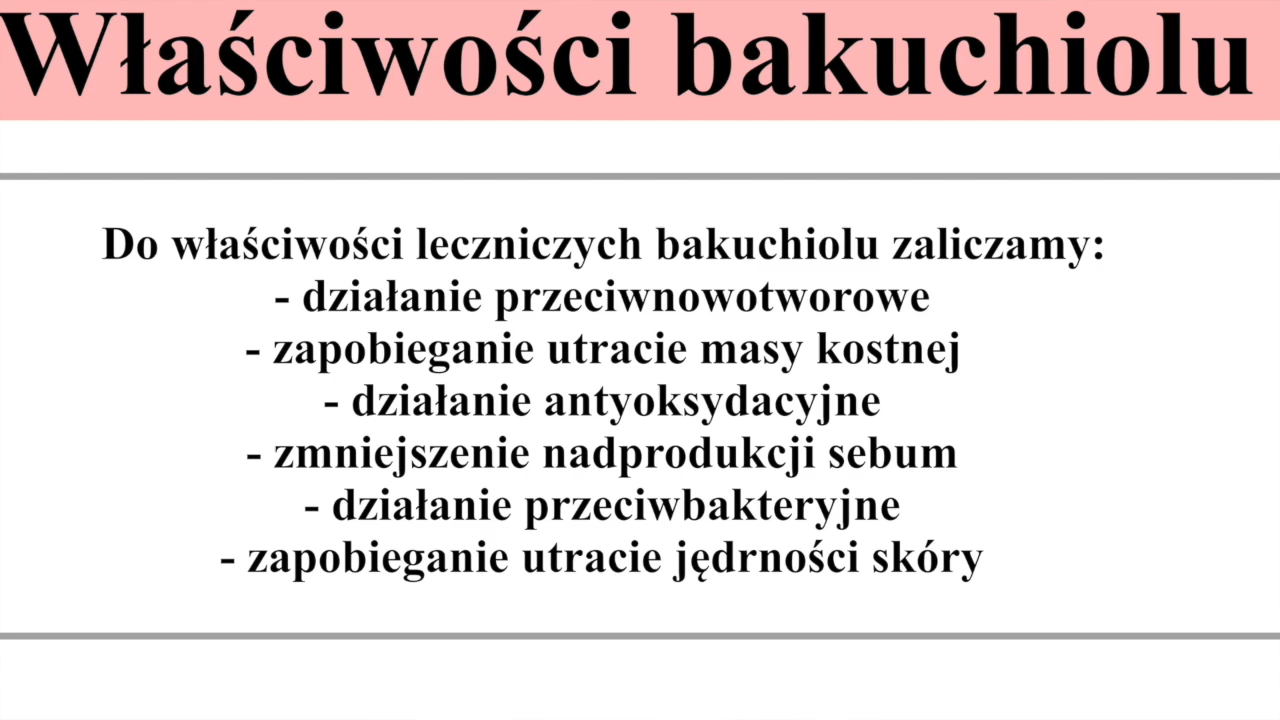 Właściwości bakuchiolu
Do właściwości leczniczych bakuchiolu zaliczamy:
- działanie przeciwnowotworowe
- zapobieganie utracie masy kostnej
- działanie antyoksydacyjne
- zmniejszenie nadprodukcji sebum
- działanie przeciwbakteryjne
- zapobieganie utracie jędrności skóry